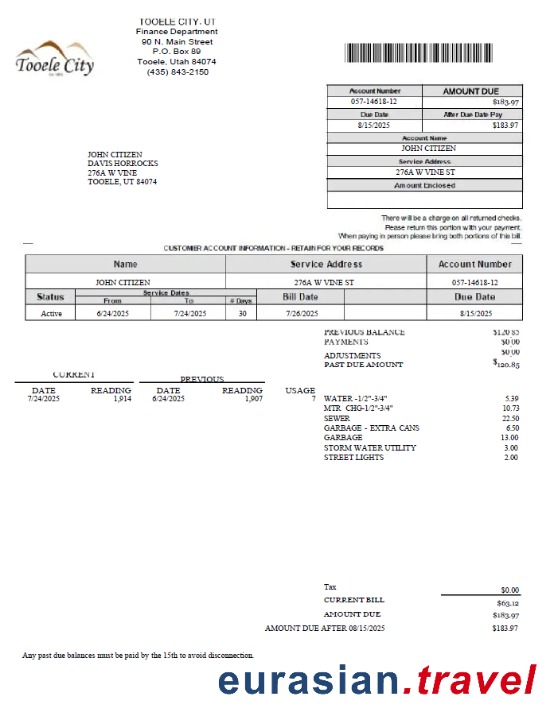 TOOELE CITY, UT
Finance Department
90 N. Main Street
P.O. Box 89
Tooele, Utah 84074
(435) 843-2150
Tooele City
Account Number AMOUNT DUE
057-14618-12 $183.97
Due Date After Due Date Pay
8/15/2025 $183.97
Account Name
JOHN CITIZEN
Service Address
276A W VINE ST
Amount Enclosed
JOHN CITIZEN
DAVIS HORROCKS
276A W VINE
TOOELE, UT 84074
There will be a charge on all returned checks.
Please return this portion with your payment.
When paying in person please bring both portions of this bill.
CUSTOMER ACCOUNT INFORMATION - RETAIN FOR YOUR RECORDS
Name Service Address Account Number
JOHN CITIZEN 276A W VINE ST 057-14618-12
Status Service Dates Bill Date Due Date
From To # Days
Active 6/24/2025 7/24/2025 30 7/26/2025 8/15/2025
PREVIOUS BALANCE $120.85
PAYMENTS $0.00
ADJUSTMENTS $0.00
PAST DUE AMOUNT $120.85
CURRENT PREVIOUS
DATE READING DATE READING USAGE
7/24/2025 1,914 6/24/2025 1,907 7
WATER -1/2"-3/4" 5.39
MTR CHG-1/2"-3/4" 10.73
SEWER 22.50
GARBAGE - EXTRA CANS 6.50
GARBAGE 13.00
STORM WATER UTILITY 3.00
STREET LIGHTS 2.00
Tax $0.00
CURRENT BILL $63.12
AMOUNT DUE $183.97
AMOUNT DUE AFTER 08/15/2025 $183.97
Any past due balances must be paid by the 15th to avoid disconnection.
eurasian.travel